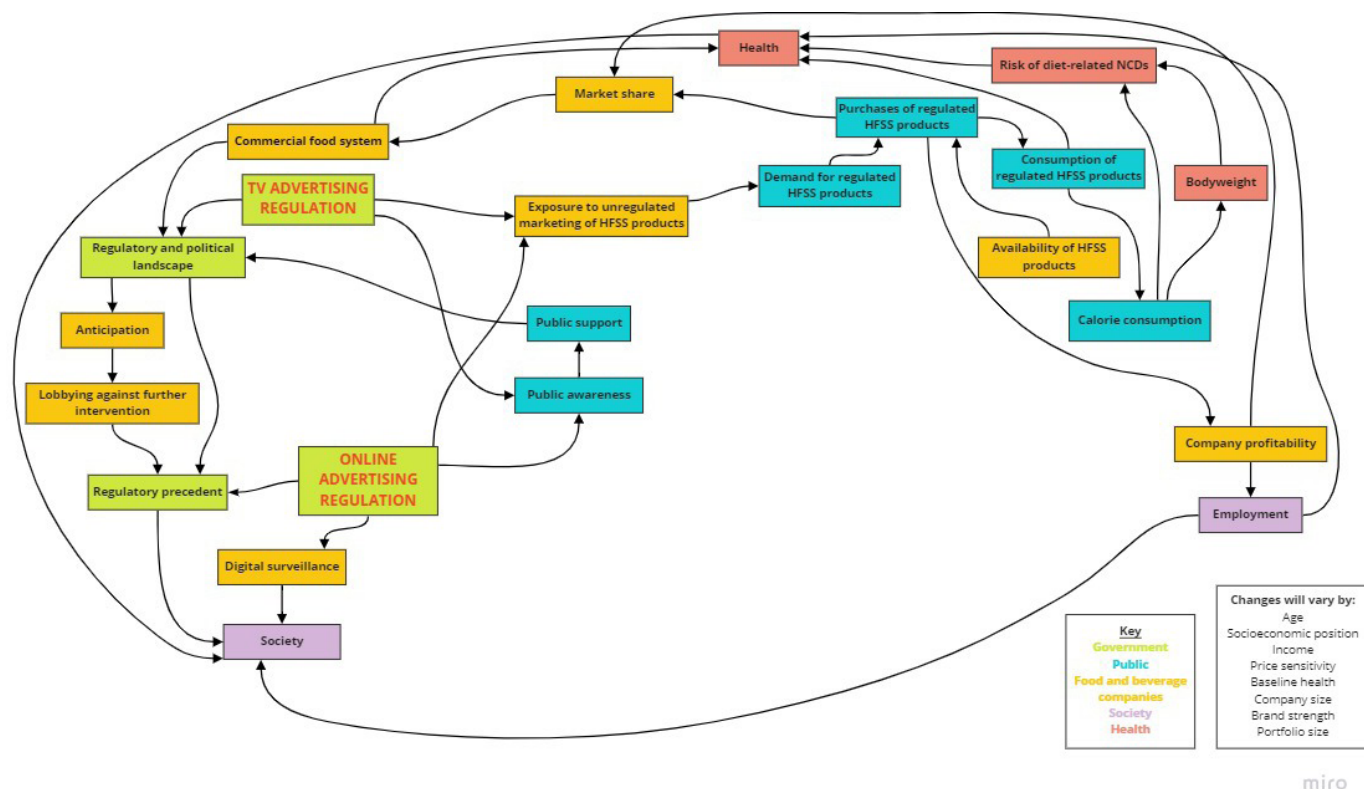 Health
Risk of diet-related NCDs
Market share
Purchases of regulated
HFSS products
Commercial food system
Consumption of
regulated HFSS products
Demand for regulated
HFSS products
Bodyweight
TV ADVERTISING
REGULATION
Exposure to unregulated
marketing of HFSS products
Regulatory and political
landscape
Availability of HFSS
products
Public support
Calorie consumption
Anticipation
Lobbying against further
intervention
Public awareness
Company profitability
ONLINE
ADVERTISING
REGULATION
Regulatory precedent
Employment
Digital surveillance
Society
Key
Government
Public
Food and beverage
companies
Society
Health
Changes will vary by:
Age
Socioeconomic position
Income
Price sensitivity
Baseline health
Company size
Brand strength
Portfolio size
miro